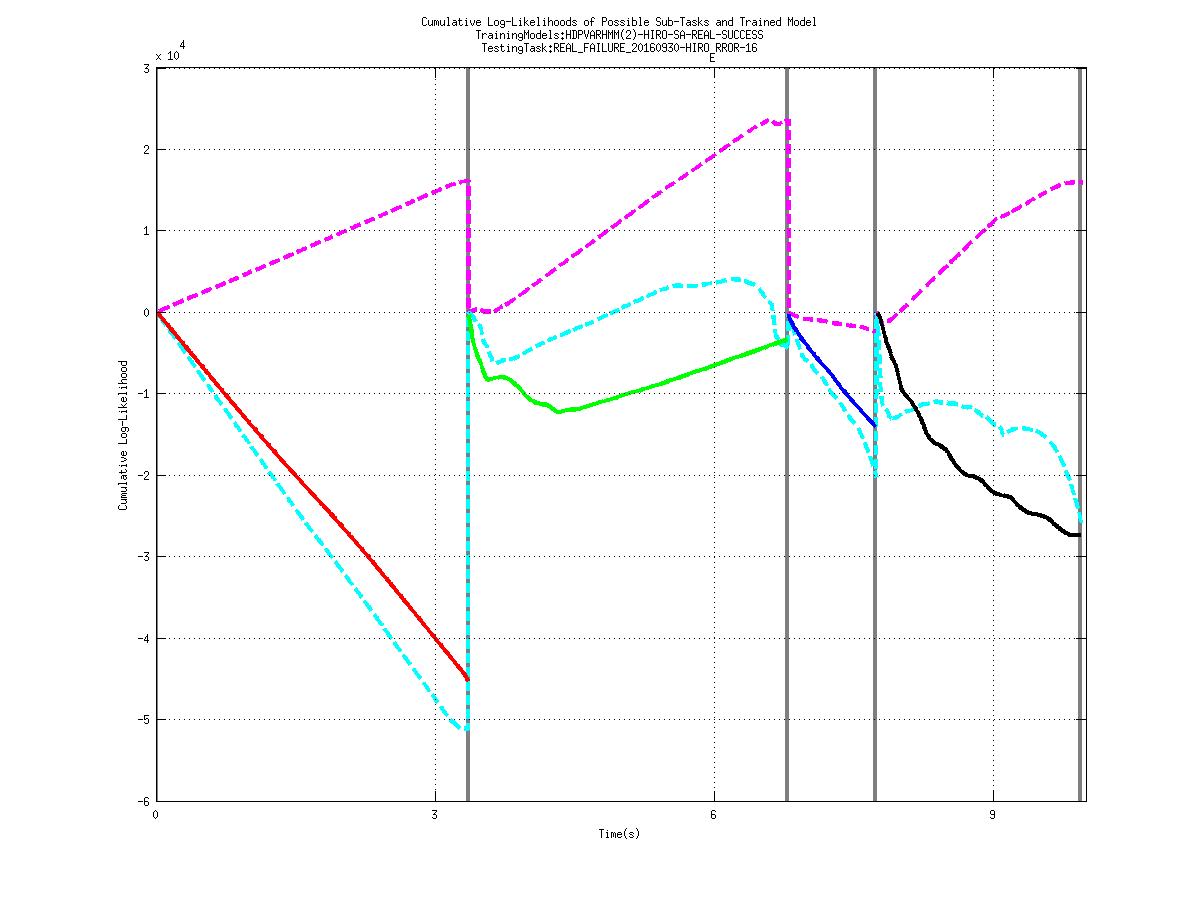 Cumulative Log-Likelihoods of Possible Sub-Tasks and Trained Model
TrainingModels:HDPVARHMM(2)-HIRO-SA-REAL-SUCCESS
TestingTask:REAL_FAILURE_20160930-HIRO_RROR-16
E
x 10 4
3
2
1
0
-1
-2
-3
-4
-5
-6
Cumulative Log-Likelihood
0 3 6 9
Time(s)